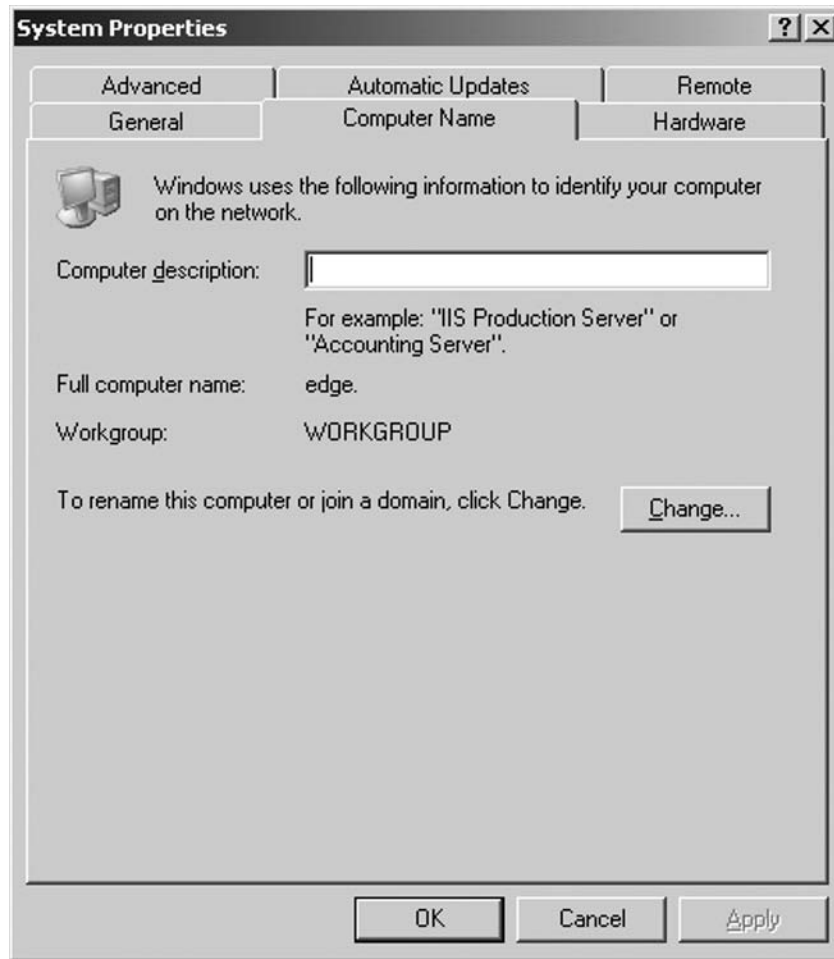 System Properties
Advanced
Automatic Updates
Remote
General
Computer Name
Hardware
Windows uses the following information to identify your computer
on the network.
Computer description:
For example: "IIS Production Server" or
"Accounting Server".
Full computer name: edge.
Workgroup: WORKGROUP
To rename this computer or join a domain, click Change.
Change...
OK
Cancel
Apply